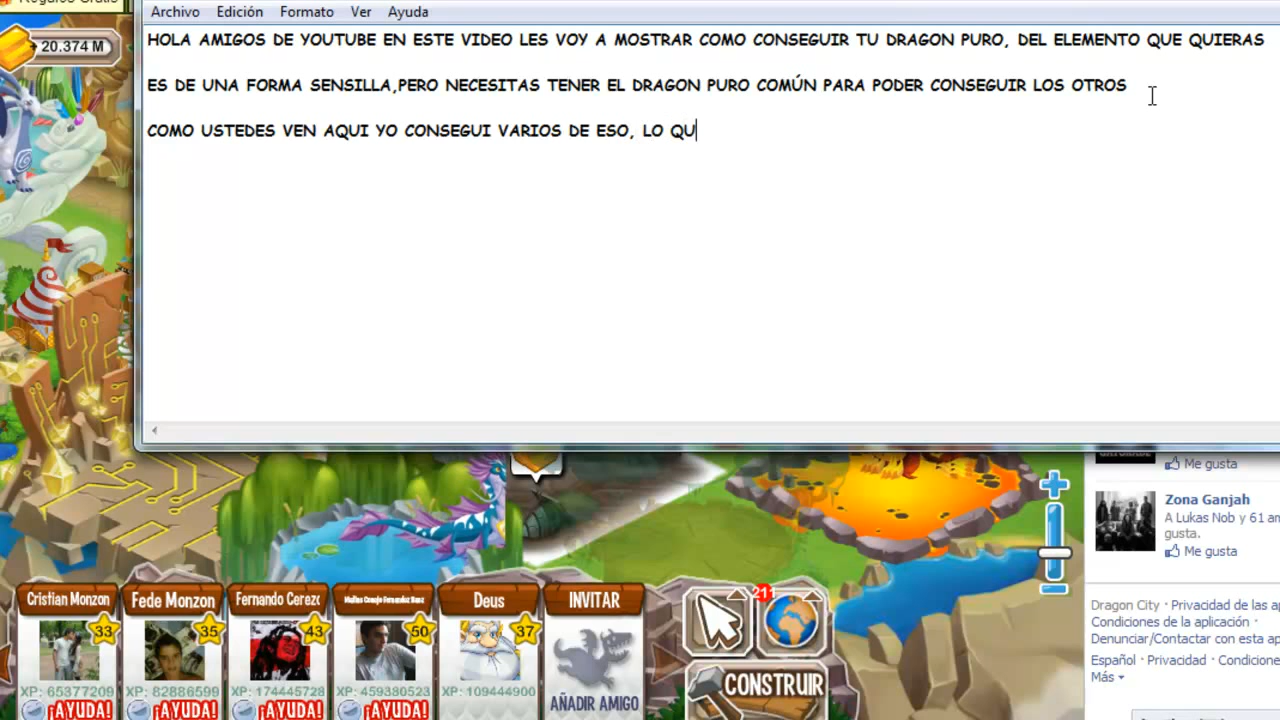 Archivo Edición Formato Ver Ayuda
20.374 M
HOLA AMIGOS DE YOUTUBE EN ESTE VIDEO LES VOY A MOSTRAR COMO CONSEGUIR TU DRAGON PURO, DEL ELEMENTO QUE QUIERAS
ES DE UNA FORMA SENSILLA,PERO NECESITAS TENER EL DRAGON PURO COMÚN PARA PODER CONSEGUIR LOS OTROS
COMO USTEDES VEN AQUI YO CONSEGUI VARIOS DE ESO, LO QU
Me gusta
Zona Ganjah
A Lukas Nob y 61 am
gusta.
Me gusta
Cristian Monzon Fede Monzon Fernando Cerezo Deus INVITAR
33 35 43 50 37 211
XP: 65377209 XP: 82886599 XP: 174445728 XP: 459380523 XP: 109444900 AÑADIR AMIGO
¡AYUDA! ¡AYUDA! ¡AYUDA! ¡AYUDA!
CONSTRUIR
Dragon City · Privacidad de las ap
Condiciones de la aplicación ·
Denunciar/Contactar con esta ap
Español · Privacidad · Condicione
Más